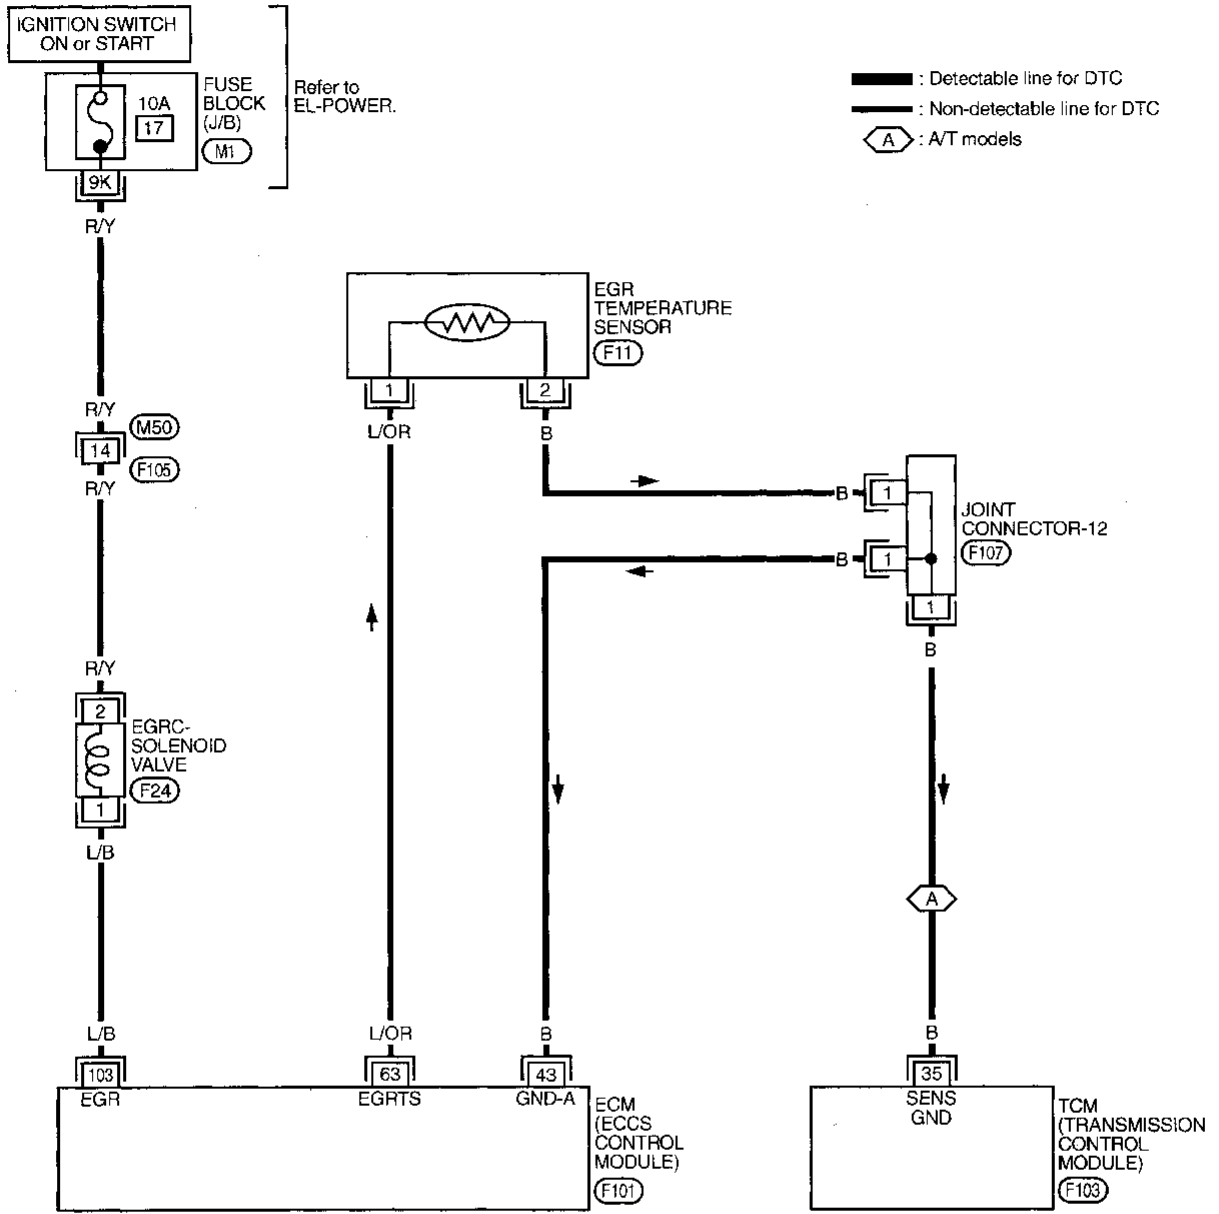 IGNITION SWITCH
ON or START
FUSE
BLOCK
(J/B)
M1
10A
17
Refer to
EL-POWER.
: Detectable line for DTC
: Non-detectable line for DTC
A : A/T models
9K
R/Y
EGR
TEMPERATURE
SENSOR
F11
1
2
L/OR
B
R/Y
M50
14
F105
R/Y
B
1
JOINT
CONNECTOR-12
F107
B
1
1
B
R/Y
2
EGRC-
SOLENOID
VALVE
F24
1
L/B
A
L/B
L/OR
B
B
103
63
43
35
EGR
EGRTS
GND-A
SENS
GND
ECM
(ECCS
CONTROL
MODULE)
F101
TCM
(TRANSMISSION
CONTROL
MODULE)
F103